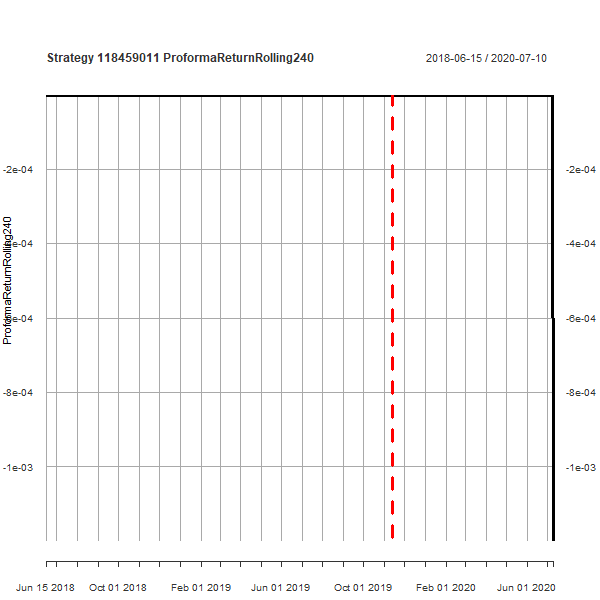 Strategy 118459011 ProformaReturnRolling240
2018-06-15 / 2020-07-10
-2e-04 -2e-04
-4e-04 -4e-04
-6e-04 -6e-04
-8e-04 -8e-04
-1e-03 -1e-03
ProformaReturnRolling240
Jun 15 2018 Oct 01 2018 Feb 01 2019 Jun 01 2019 Oct 01 2019 Feb 01 2020 Jun 01 2020